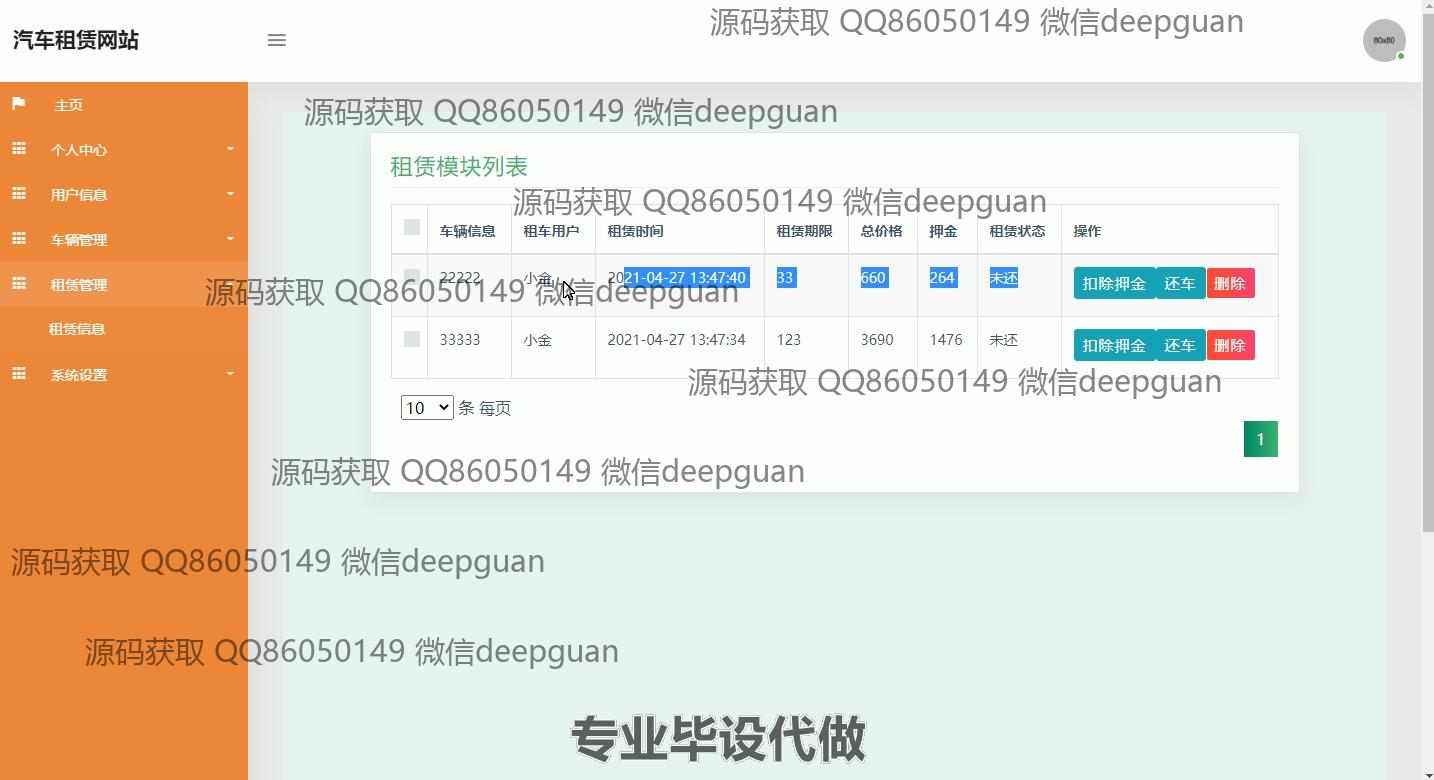 源码获取 QQ86050149 微信deepguan
汽车租赁网站
80x80
主页
源码获取 QQ86050149 微信deepguan
个人中心
租赁模块列表
用户信息
源码获取 QQ86050149 微信deepguan
车辆信息 租车用户 租赁时间 租赁期限 总价格 押金 租赁状态 操作
车辆管理
22222 小金 2021-04-27 13:47:40 33 660 264 未还 扣除押金 还车 删除
租赁管理
源码获取 QQ86050149 微信deepguan
租赁信息
33333 小金 2021-04-27 13:47:34 123 3690 1476 未还 扣除押金 还车 删除
系统设置
源码获取 QQ86050149 微信deepguan
10 条 每页
1
源码获取 QQ86050149 微信deepguan
源码获取 QQ86050149 微信deepguan
源码获取 QQ86050149 微信deepguan
专业毕设代做